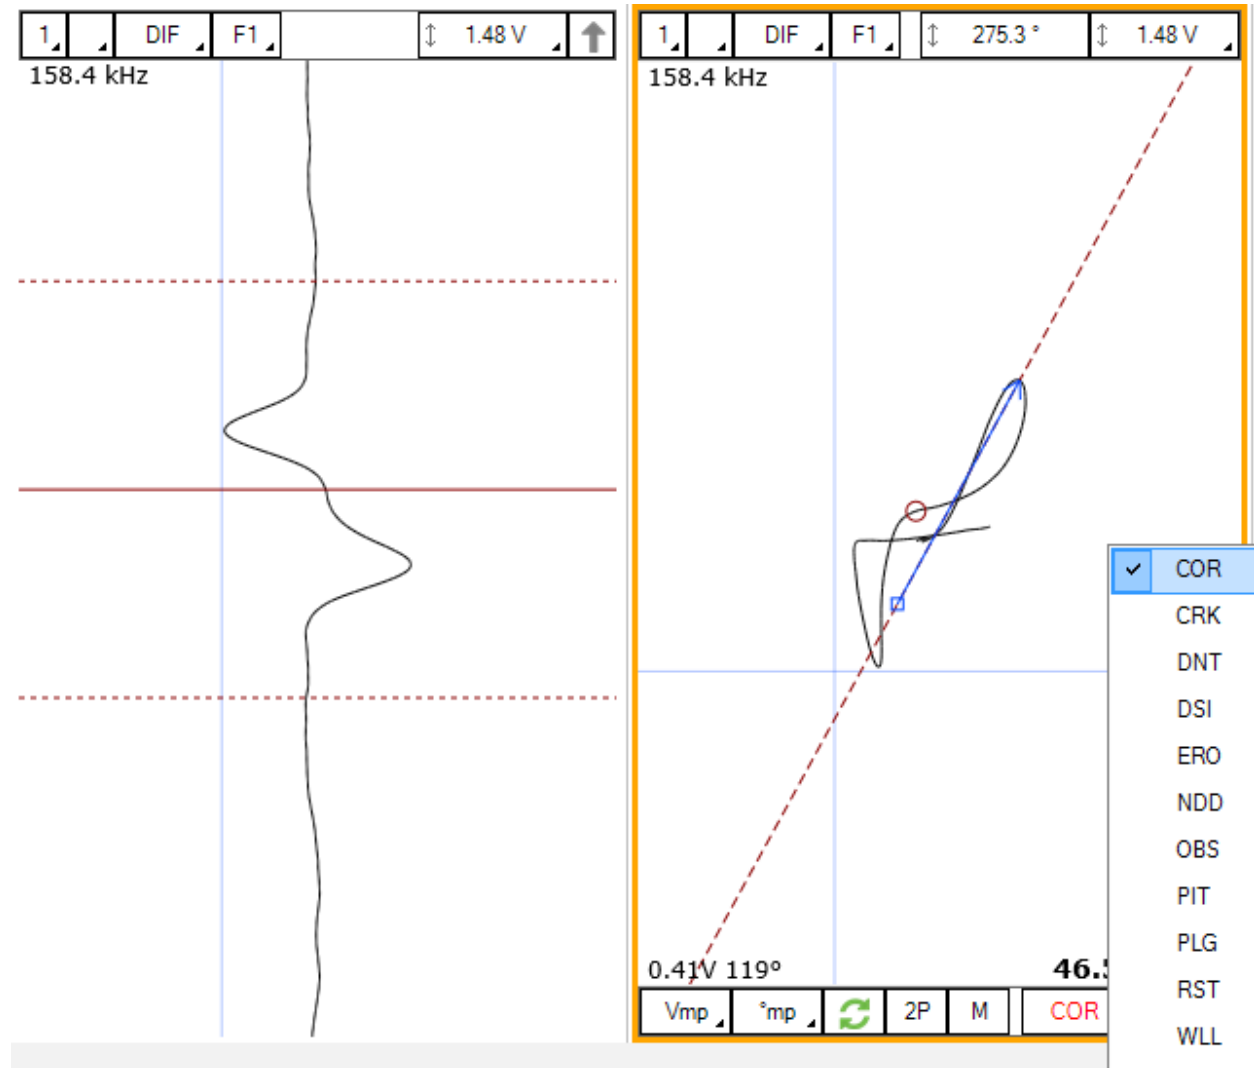 1 DIF F1 1.48 V
158.4 kHz
1 DIF F1 275.3 ° 1.48 V
158.4 kHz
COR
CRK
DNT
DSI
ERO
NDD
OBS
PIT
PLG
RST
WLL
0.41V 119º
Vmp °mp 2P M COR